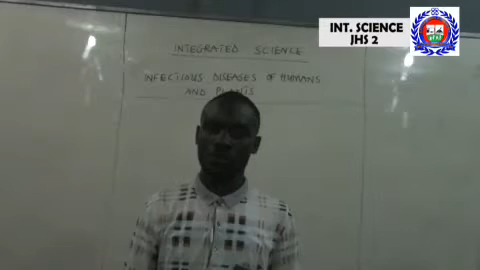 INT. SCIENCE
JHS 2
INTEGRATED SCIENCE
INFECTIOUS DISEASES OF HUMANS
AND PLANTS